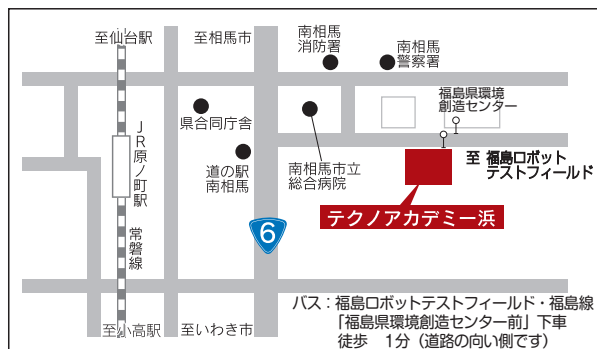 至仙台駅
至相馬市
南相馬
消防署
南相馬
警察署
福島県環境
創造センター
県合同庁舎
JR原ノ町駅
道の駅
南相馬
南相馬市立
総合病院
至 福島ロボット
テストフィールド
テクノアカデミー浜
6
常磐線
至小高駅
至いわき市
バス：福島ロボットテストフィールド・福島線
「福島県環境創造センター前」下車
徒歩　1分（道路の向い側です）